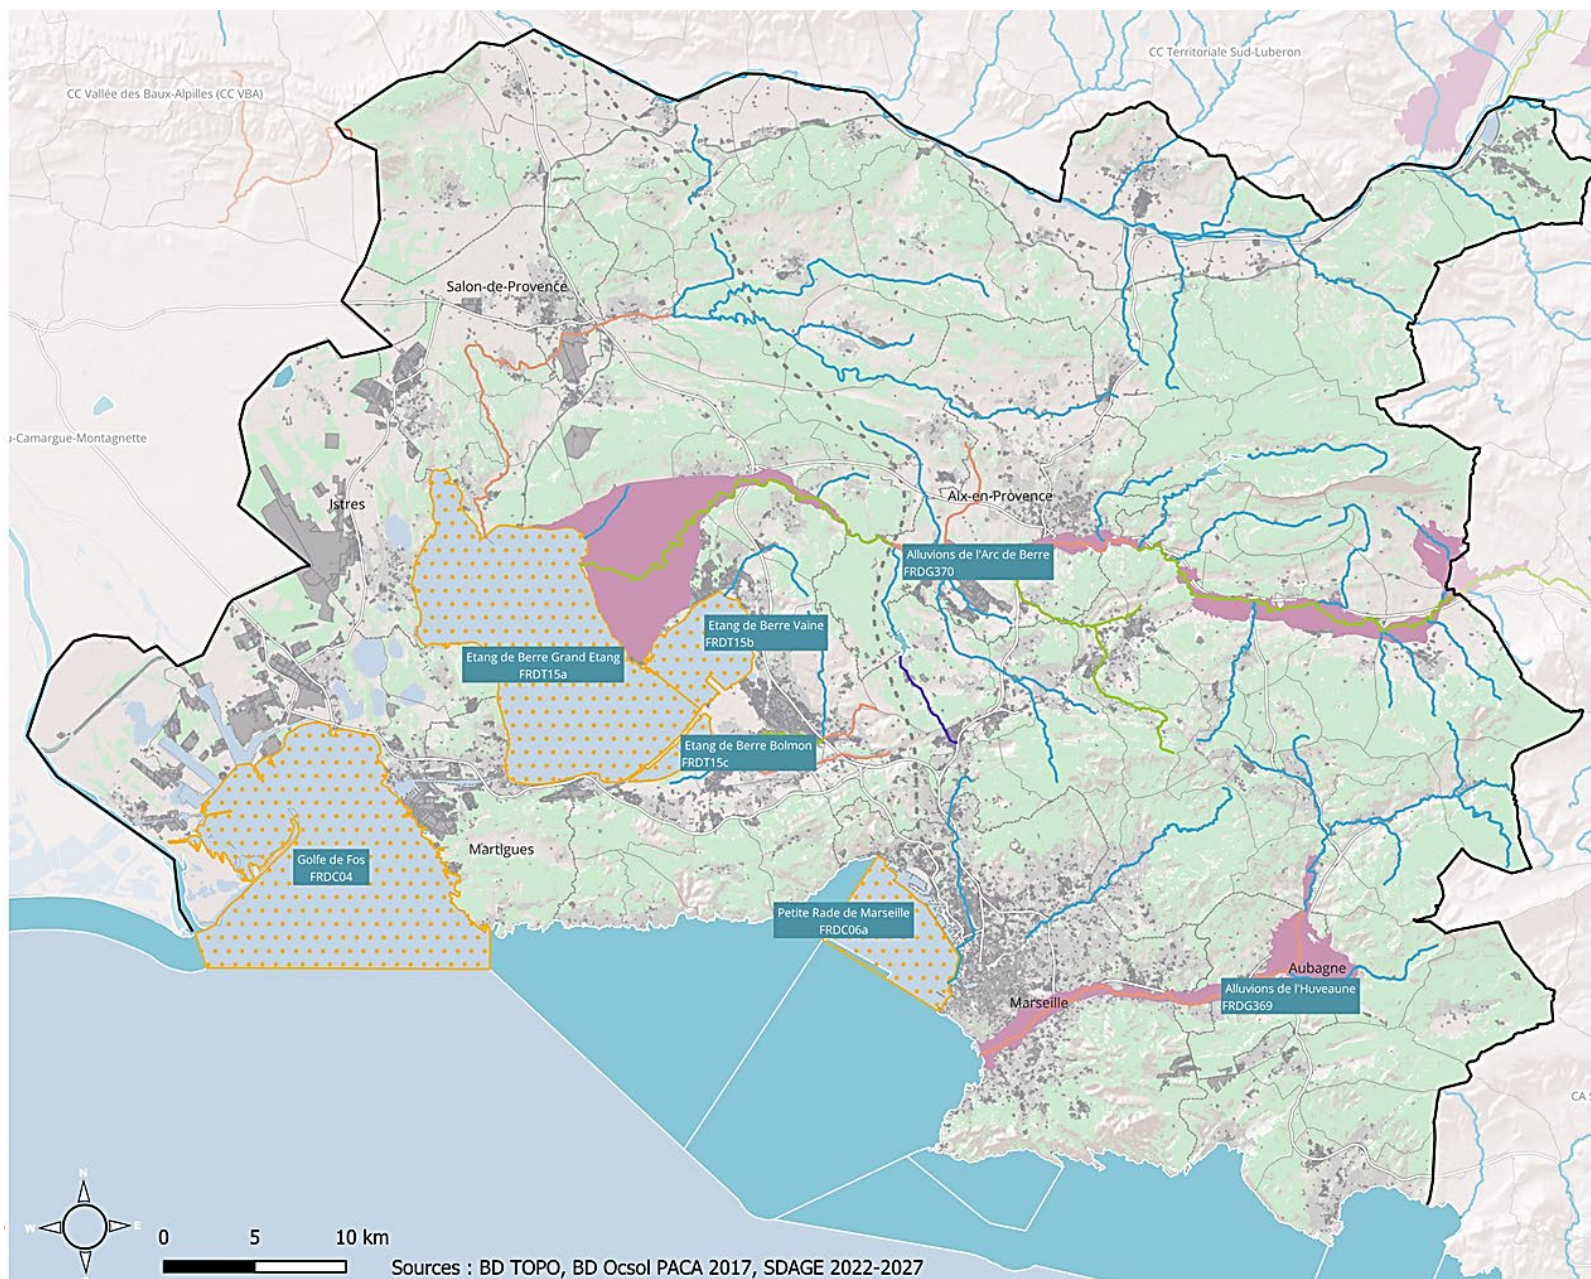 CC Territoriale Sud-Luberon
CC Vallée des Baux-Alpilles (CC VBA)
Salon-de-Provence
u-Camargue-Montagnette
Istres
Aix-en-Provence
Alluvions de l'Arc de Berre
FRDG370
Etang de Berre Vaïne
FRDT15b
Etang de Berre Grand Etang
FRDT15a
Etang de Berre Bolmon
FRDT15c
Martigues
Golfe de Fos
FRDC04
Petite Rade de Marseille
FRDC06a
Aubagne
Alluvions de l'Huveaune
FRDG369
Marseille
CA S
N
W
E
0 5 10 km
Sources : BD TOPO, BD Ocsol PACA 2017, SDAGE 2022-2027